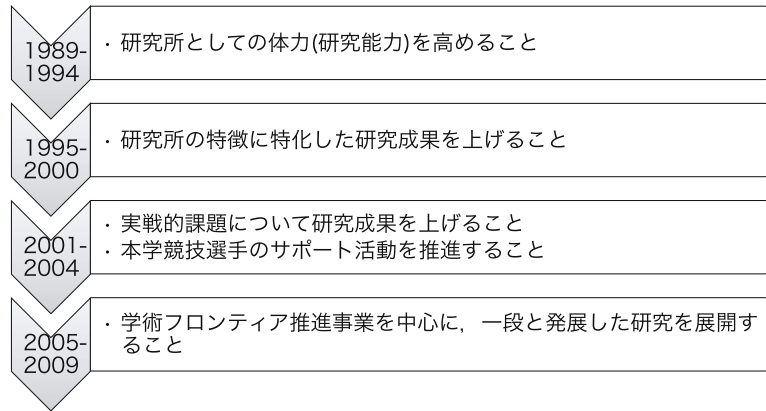 1989-
1994
・研究所としての体力(研究能力)を高めること
1995-
2000
・研究所の特徴に特化した研究成果を上げること
2001-
2004
・実戦的課題について研究成果を上げること
・本学競技選手のサポート活動を推進すること
2005-
2009
・学術フロンティア推進事業を中心に，一段と発展した研究を展開す
ること